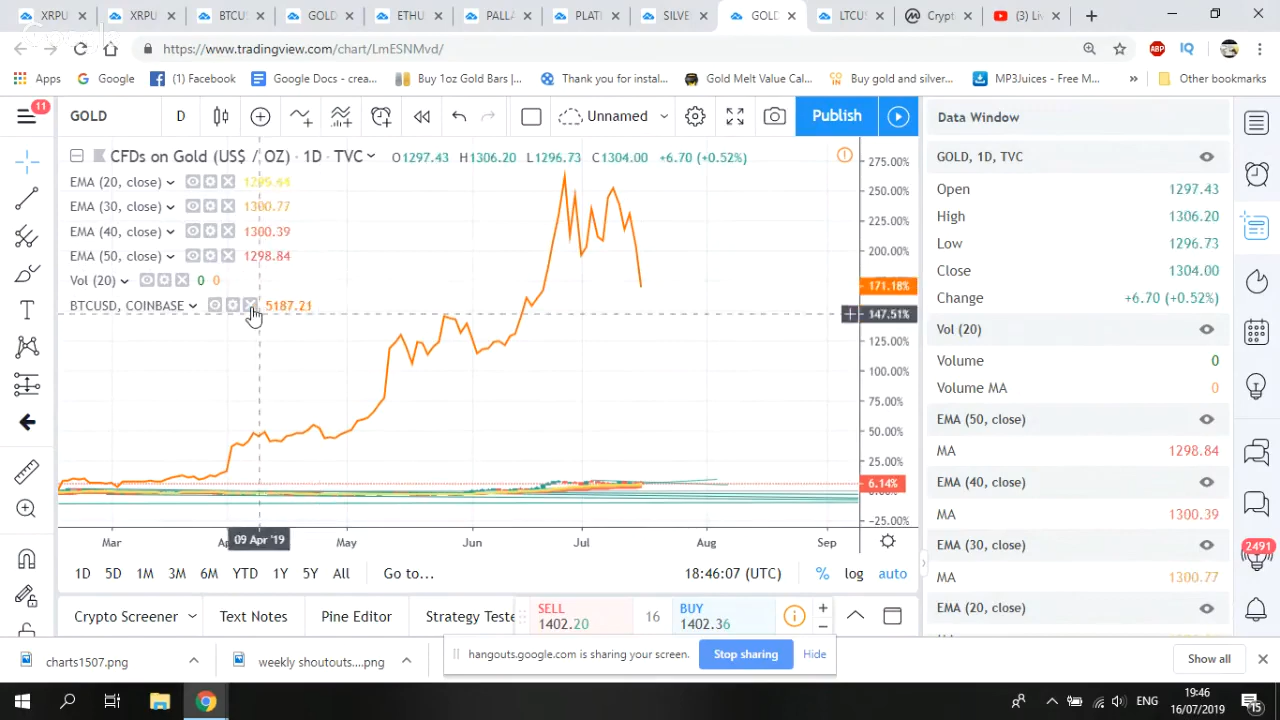 XRPU
XRPU
BTCU
GOLD
ETHU
PALLA
PLATI
SILVE
GOLD
LTCUS
Crypt
(3) Li
https://www.tradingview.com/chart/LmESNMvd/
ABP
IQ
Apps
Google
(1) Facebook
Google Docs - crea...
Buy 1oz Gold Bars |...
Thank you for instal...
Gold Melt Value Cal...
CO
IN
Buy gold and silver...
MP3Juices - Free M...
»
Other bookmarks
11
GOLD
D
Unnamed
Publish
Data Window
CFDs on Gold (US$ / OZ) · 1D · TVC
O1297.43 H1306.20 L1296.73 C1304.00 +6.70 (+0.52%)
GOLD, 1D, TVC
EMA (20, close)
EMA (30, close) 1300.77
EMA (40, close) 1300.39
EMA (50, close) 1298.84
Vol (20) 0 0
BTCUSD, COINBASE 5187.21
275.00%
250.00%
225.00%
200.00%
171.18%
147.51%
125.00%
100.00%
75.00%
50.00%
25.00%
6.14%
−25.00%
Open 1297.43
High 1306.20
Low 1296.73
Close 1304.00
Change +6.70 (+0.52%)
Vol (20)
Volume 0
Volume MA 0
EMA (50, close)
MA 1298.84
EMA (40, close)
MA 1300.39
EMA (30, close)
MA 1300.77
EMA (20, close)
2491
Mar
09 Apr '19
May
Jun
Jul
Aug
Sep
1D 5D 1M 3M 6M YTD 1Y 5Y All Go to...
18:46:07 (UTC) % log auto
Crypto Screener
Text Notes
Pine Editor
Strategy Teste
SELL
1402.20
16
BUY
1402.36
charts1507.png
weekly shoutouts....png
hangouts.google.com is sharing your screen.
Stop sharing
Hide
Show all
ENG
19:46
16/07/2019
15